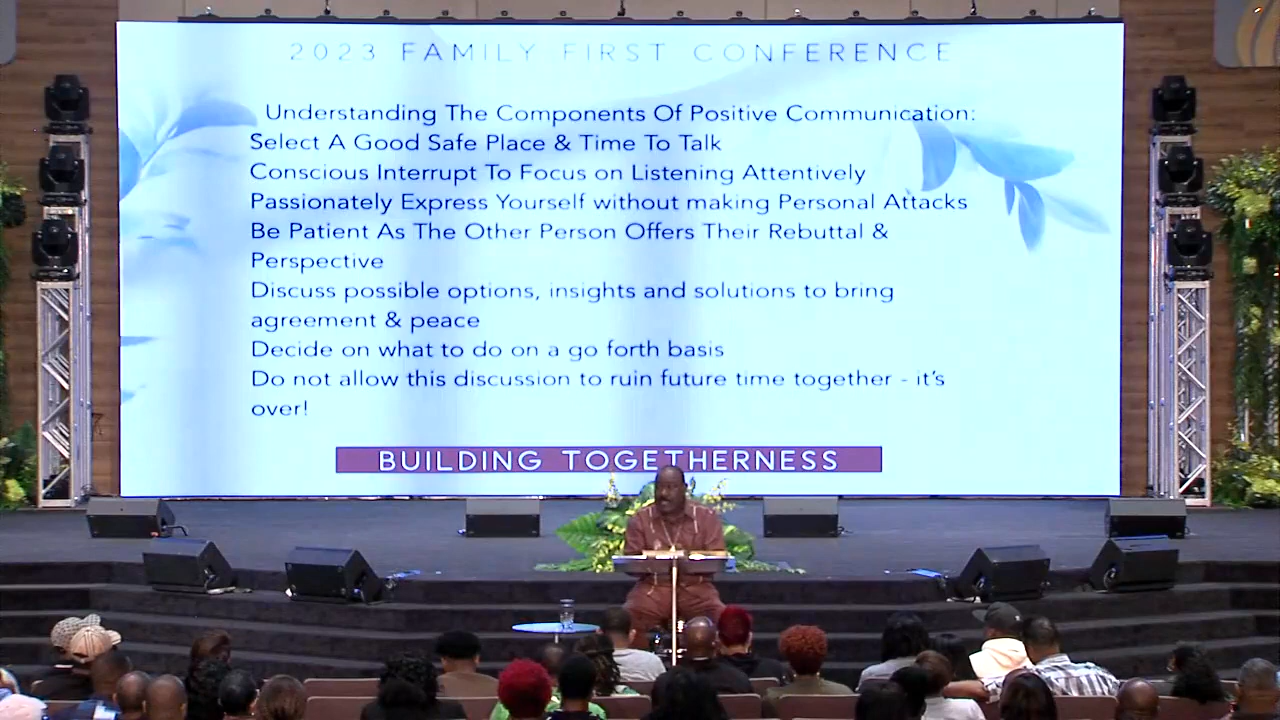 2023 FAMILY FIRST CONFERENCE
Understanding The Components Of Positive Communication:
Select A Good Safe Place & Time To Talk
Conscious Interrupt To Focus on Listening Attentively
Passionately Express Yourself without making Personal Attacks
Be Patient As The Other Person Offers Their Rebuttal &
Perspective
Discuss possible options, insights and solutions to bring
agreement & peace
Decide on what to do on a go forth basis
Do not allow this discussion to ruin future time together - it's
over!
BUILDING TOGETHERNESS